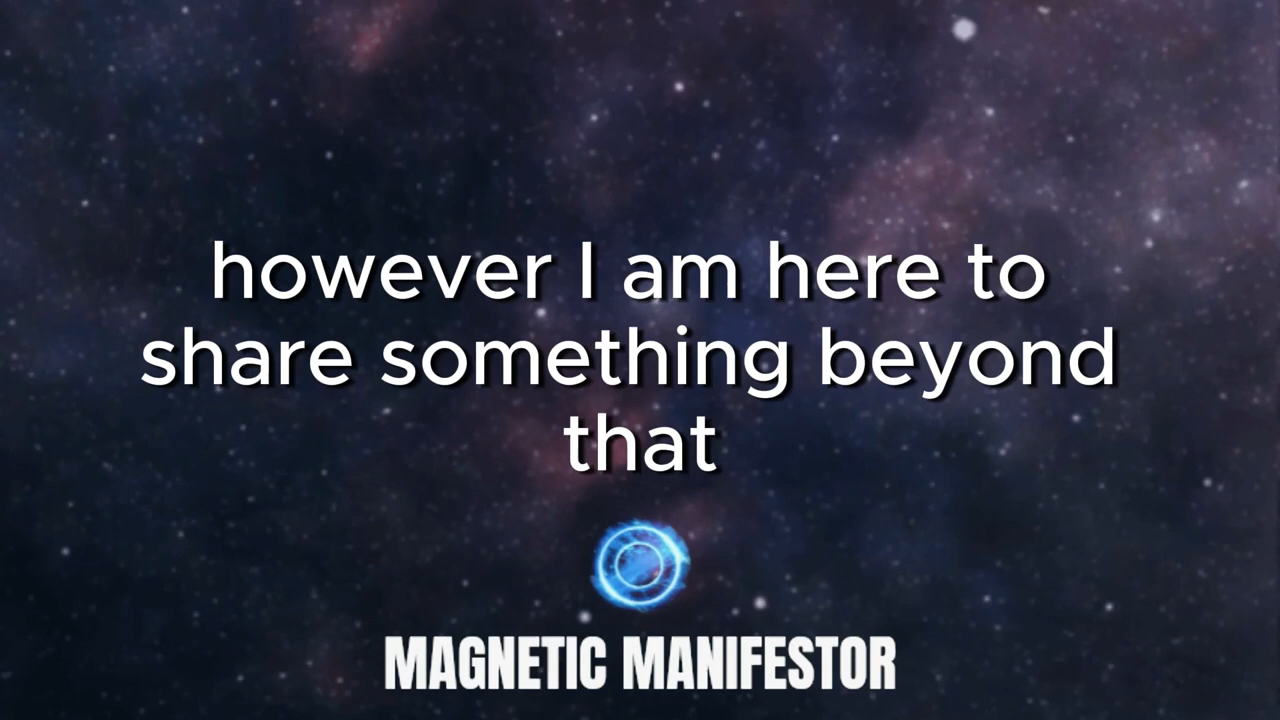 however I am here to
share something beyond
that
MAGNETIC MANIFESTOR